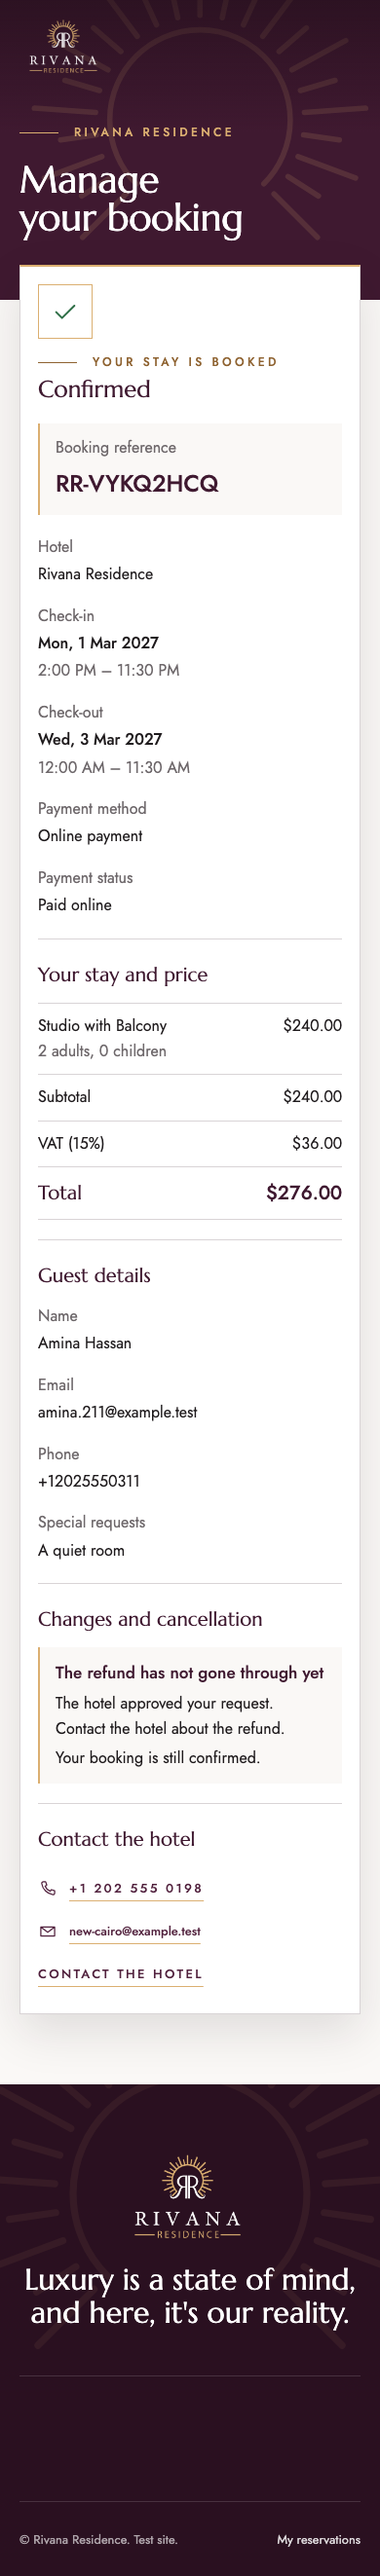 RIVANA
RESIDENCE
RIVANA RESIDENCE
Manage
your booking
YOUR STAY IS BOOKED
Confirmed
Booking reference
RR-VYKQ2HCQ
Hotel
Rivana Residence
Check-in
Mon, 1 Mar 2027
2:00 PM – 11:30 PM
Check-out
Wed, 3 Mar 2027
12:00 AM – 11:30 AM
Payment method
Online payment
Payment status
Paid online
Your stay and price
Studio with Balcony $240.00
2 adults, 0 children
Subtotal $240.00
VAT (15%) $36.00
Total $276.00
Guest details
Name
Amina Hassan
Email
amina.211@example.test
Phone
+12025550311
Special requests
A quiet room
Changes and cancellation
The refund has not gone through yet
The hotel approved your request.
Contact the hotel about the refund.
Your booking is still confirmed.
Contact the hotel
+1 202 555 0198
new-cairo@example.test
CONTACT THE HOTEL
RIVANA
RESIDENCE
Luxury is a state of mind,
and here, it's our reality.
© Rivana Residence. Test site. My reservations